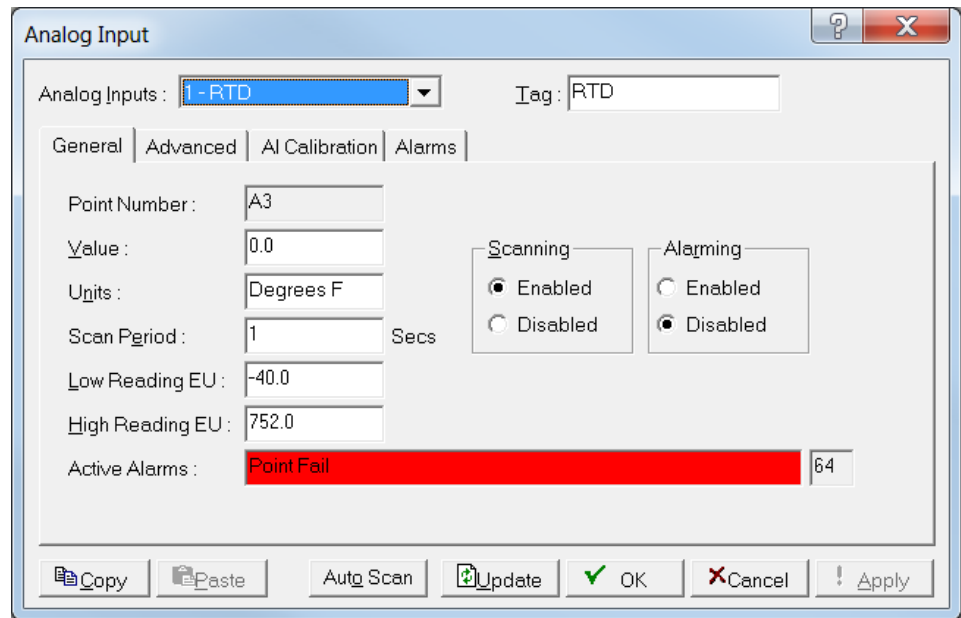 Analog Input
Analog Inputs : 1 - RTD Tag : RTD
General Advanced AI Calibration Alarms
Point Number : A3
Value : 0.0 Scanning Alarming
Units : Degrees F Enabled Enabled
Scan Period : 1 Secs Disabled Disabled
Low Reading EU : -40.0
High Reading EU : 752.0
Active Alarms : Point Fail 64
Copy Paste Auto Scan Update OK Cancel ! Apply